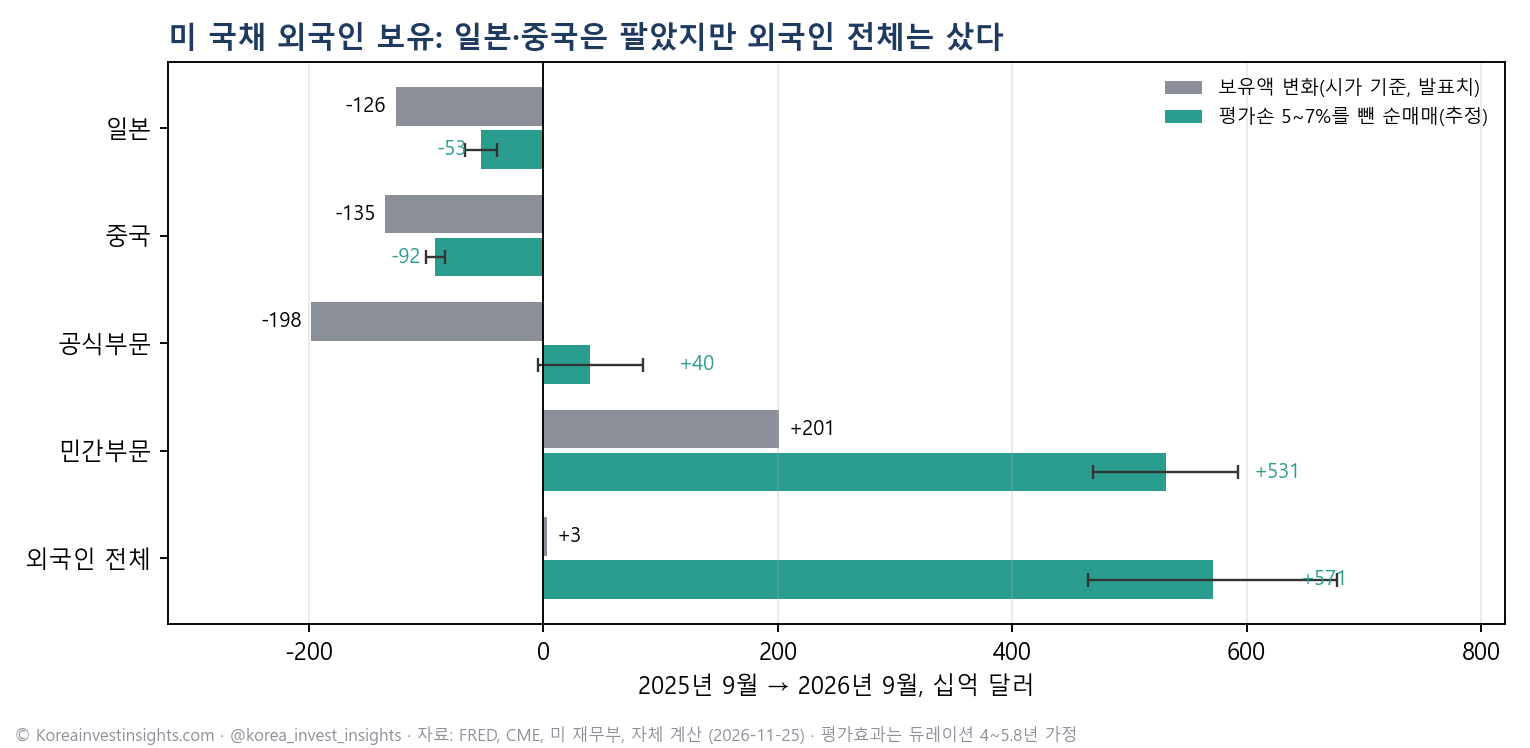 미 국채 외국인 보유: 일본·중국은 팔았지만 외국인 전체는 샀다
보유액 변화(시가 기준, 발표치)
평가손 5~7%를 뺀 순매매(추정)
일본
-126
-53
중국
-135
-92
공식부문
-198
+40
민간부문
+201
+531
외국인 전체
+3
+571
-200 0 200 400 600 800
2025년 9월 → 2026년 9월, 십억 달러
© Koreainvestinsights.com · @korea_invest_insights · 자료: FRED, CME, 미 재무부, 자체 계산 (2026-11-25) · 평가효과는 듀레이션 4~5.8년 가정